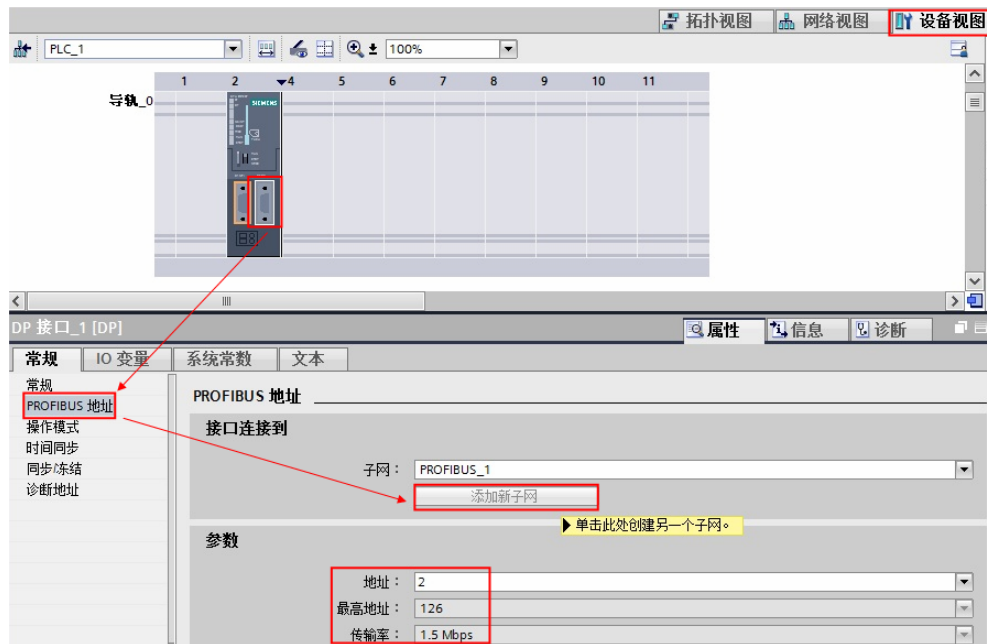 拓扑视图 网络视图 设备视图
PLC_1 100%
1 2 4 5 6 7 8 9 10 11
导轨_0
SIEMENS
DP 接口_1 [DP] 属性 信息 诊断
常规 IO 变量 系统常数 文本
常规
PROFIBUS 地址
操作模式
时间同步
同步/冻结
诊断地址
PROFIBUS 地址
接口连接到
子网： PROFIBUS_1
添加新子网
单击此处创建另一个子网。
参数
地址： 2
最高地址： 126
传输率： 1.5 Mbps